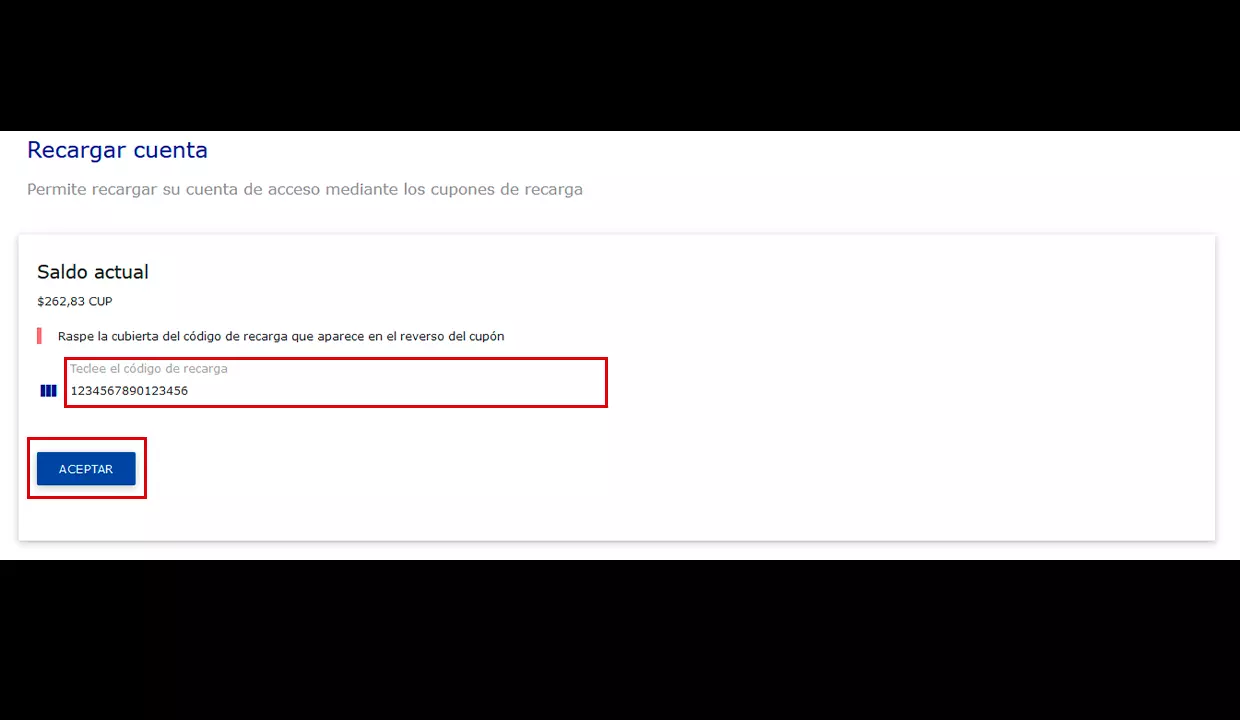 Recargar cuenta
Permite recargar su cuenta de acceso mediante los cupones de recarga
Saldo actual
$262,83 CUP
Raspe la cubierta del código de recarga que aparece en el reverso del cupón
Teclee el código de recarga
1234567890123456
ACEPTAR